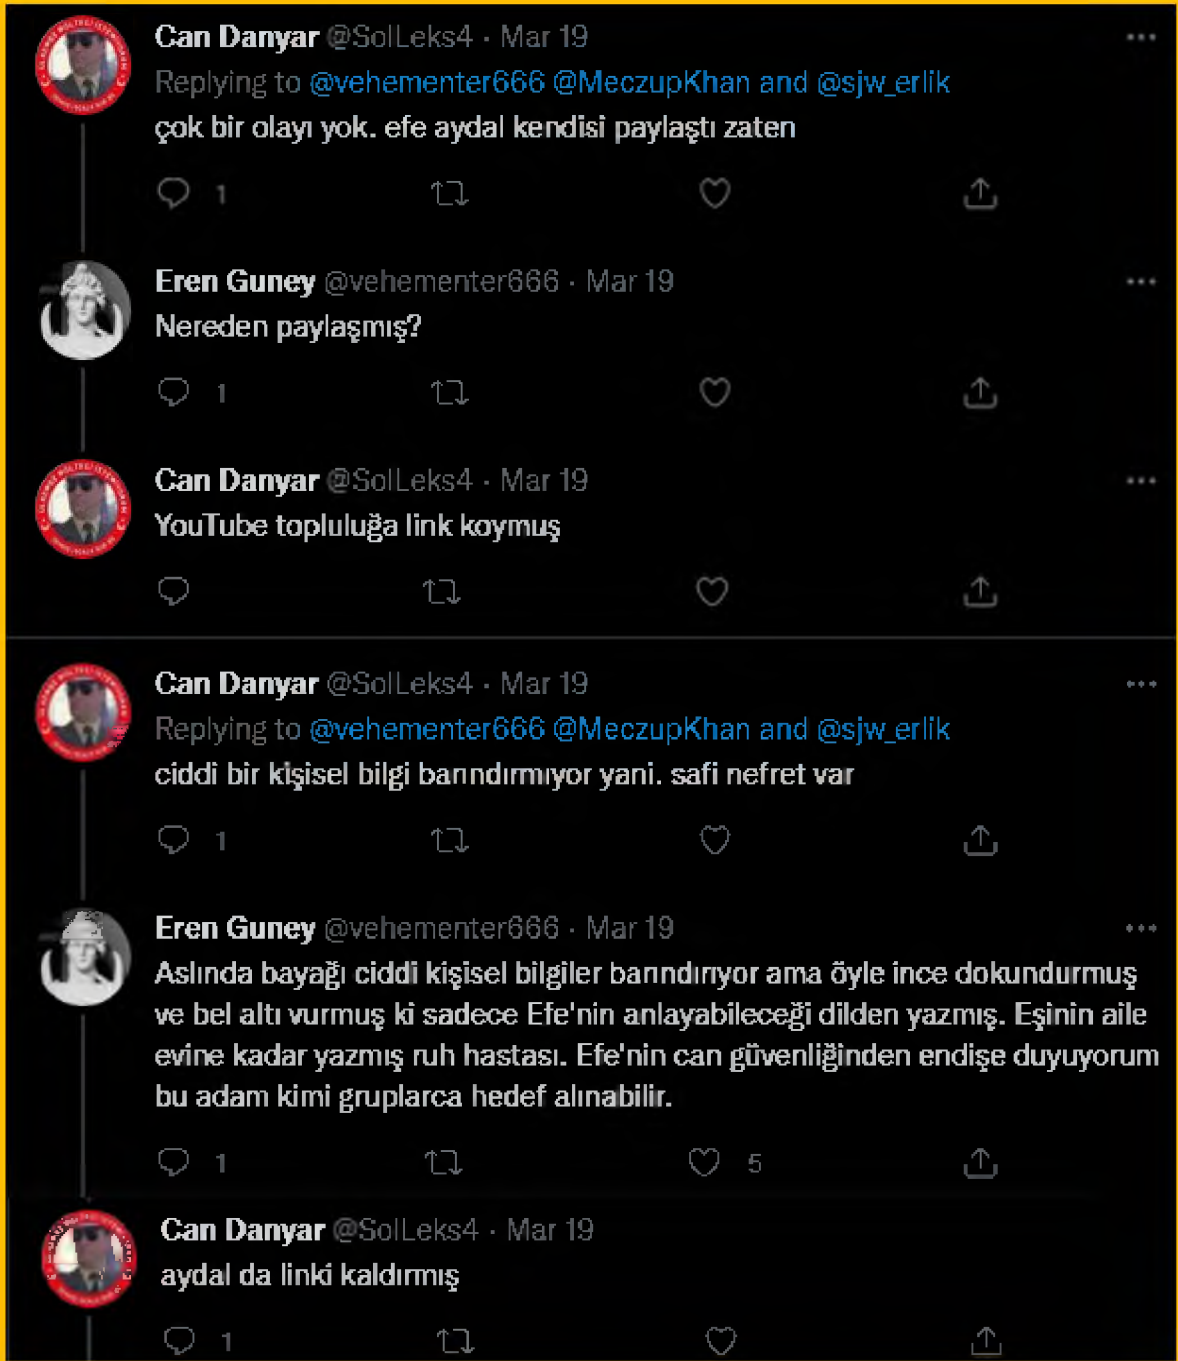 Can Danyar @SolLeks4 · Mar 19
Replying to @vehementer666 @MeczupKhan and @sjw_erlik
çok bir olayı yok. efe aydal kendisi paylaştı zaten
1
Eren Guney @vehementer666 · Mar 19
Nereden paylaşmış?
1
Can Danyar @SolLeks4 · Mar 19
YouTube topluluğa link koymuş
Can Danyar @SolLeks4 · Mar 19
Replying to @vehementer666 @MeczupKhan and @sjw_erlik
ciddi bir kişisel bilgi barındırmıyor yani. safi nefret var
1
Eren Guney @vehementer666 · Mar 19
Aslında bayağı ciddi kişisel bilgiler barındırıyor ama öyle ince dokundurmuş
ve bel altı vurmuş ki sadece Efe'nin anlayabileceği dilden yazmış. Eşinin aile
evine kadar yazmış ruh hastası. Efe'nin can güvenliğinden endişe duyuyorum
bu adam kimi gruplarca hedef alınabilir.
1 5
Can Danyar @SolLeks4 · Mar 19
aydal da linki kaldırmış
1